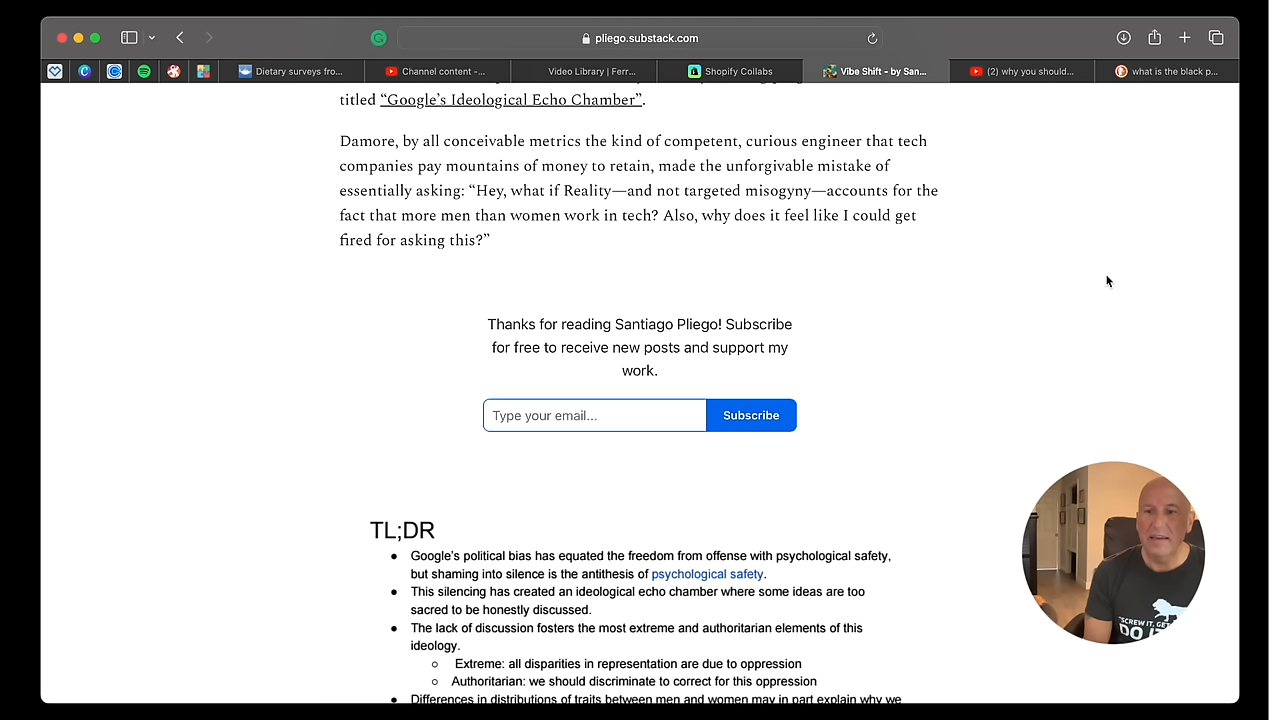 pliego.substack.com
Dietary surveys fro...
Channel content -...
Video Library | Ferr...
Shopify Collabs
Vibe Shift - by San...
(2) why you should...
what is the black p...
titled “Google’s Ideological Echo Chamber”.
Damore, by all conceivable metrics the kind of competent, curious engineer that tech
companies pay mountains of money to retain, made the unforgivable mistake of
essentially asking: “Hey, what if Reality—and not targeted misogyny—accounts for the
fact that more men than women work in tech? Also, why does it feel like I could get
fired for asking this?”
Thanks for reading Santiago Pliego! Subscribe
for free to receive new posts and support my
work.
Type your email...
Subscribe
TL;DR
• Google's political bias has equated the freedom from offense with psychological safety,
but shaming into silence is the antithesis of psychological safety.
• This silencing has created an ideological echo chamber where some ideas are too
sacred to be honestly discussed.
• The lack of discussion fosters the most extreme and authoritarian elements of this
ideology.
○ Extreme: all disparities in representation are due to oppression
○ Authoritarian: we should discriminate to correct for this oppression
• Differences in distributions of traits between men and women may in part explain why we
SCREW IT, GET
DO IT